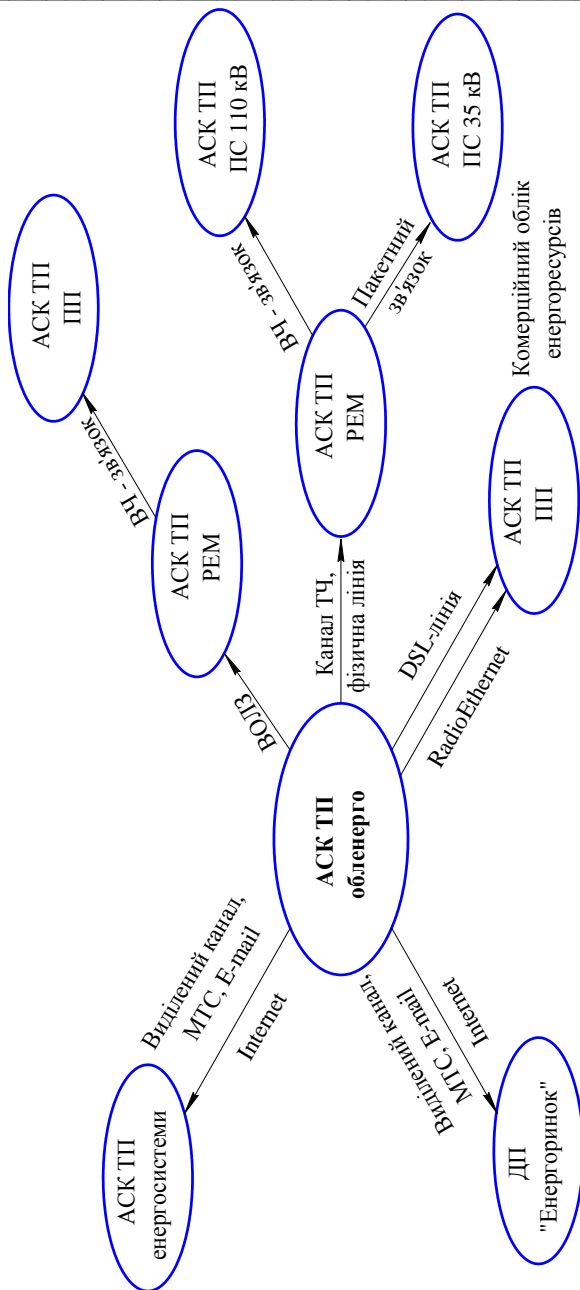 АСК ТП
енергосистеми
Виділений канал,
МТС, E-mail
Internet
АСК ТП
обленерго
ВОЛЗ
АСК ТП
РЕМ
ВЧ - зв'язок
АСК ТП
ПП
Канал ТЧ,
фізична лінія
АСК ТП
РЕМ
ВЧ - зв'язок
АСК ТП
ПС 110 кВ
Пакетний
зв'язок
АСК ТП
ПС 35 кВ
DSL-лінія
RadioEthernet
АСК ТП
ПП
Комерційний облік
енергоресурсів
Виділений канал,
МТС, E-mail
Internet
ДП
"Енергоринок"